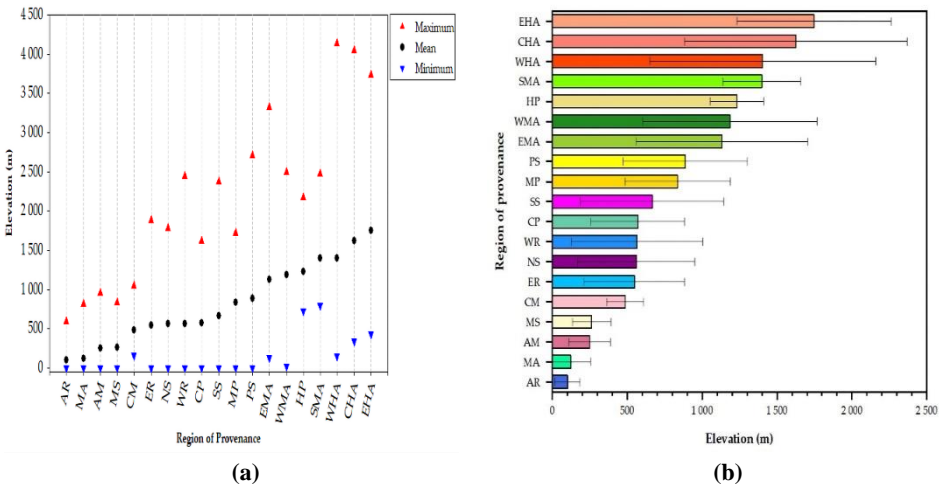 5 000
4 500
4 000
3 500
3 000
2 500
2 000
1 500
1 000
500
0
Elevation (m)
Maximum
Mean
Minimum
AR MA AM MS CM ER NS WR CP SS MP PS EMA WMA HP SMA WHA CHA EHA
Region of Provenance
(a)
Region of provenance
EHA
CHA
WHA
SMA
HP
WMA
EMA
PS
MP
SS
CP
WR
NS
ER
CM
MS
AM
MA
AR
0 500 1 000 1 500 2 000 2 500
Elevation (m)
(b)